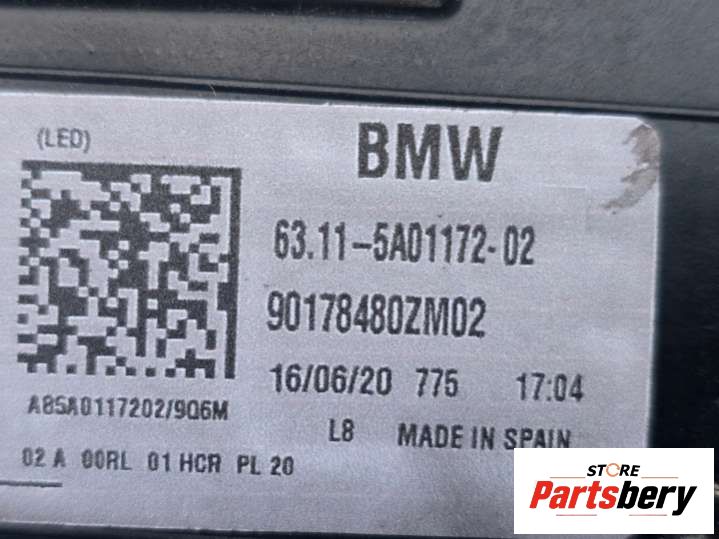 (LED)
BMW
63.11-5A01172-02
90178480ZM02
16/06/20 775 17:04
A85A0117202/9Q6M
L8 MADE IN SPAIN
02 A 00RL 01 HCR PL 20
STORE
Partsbery